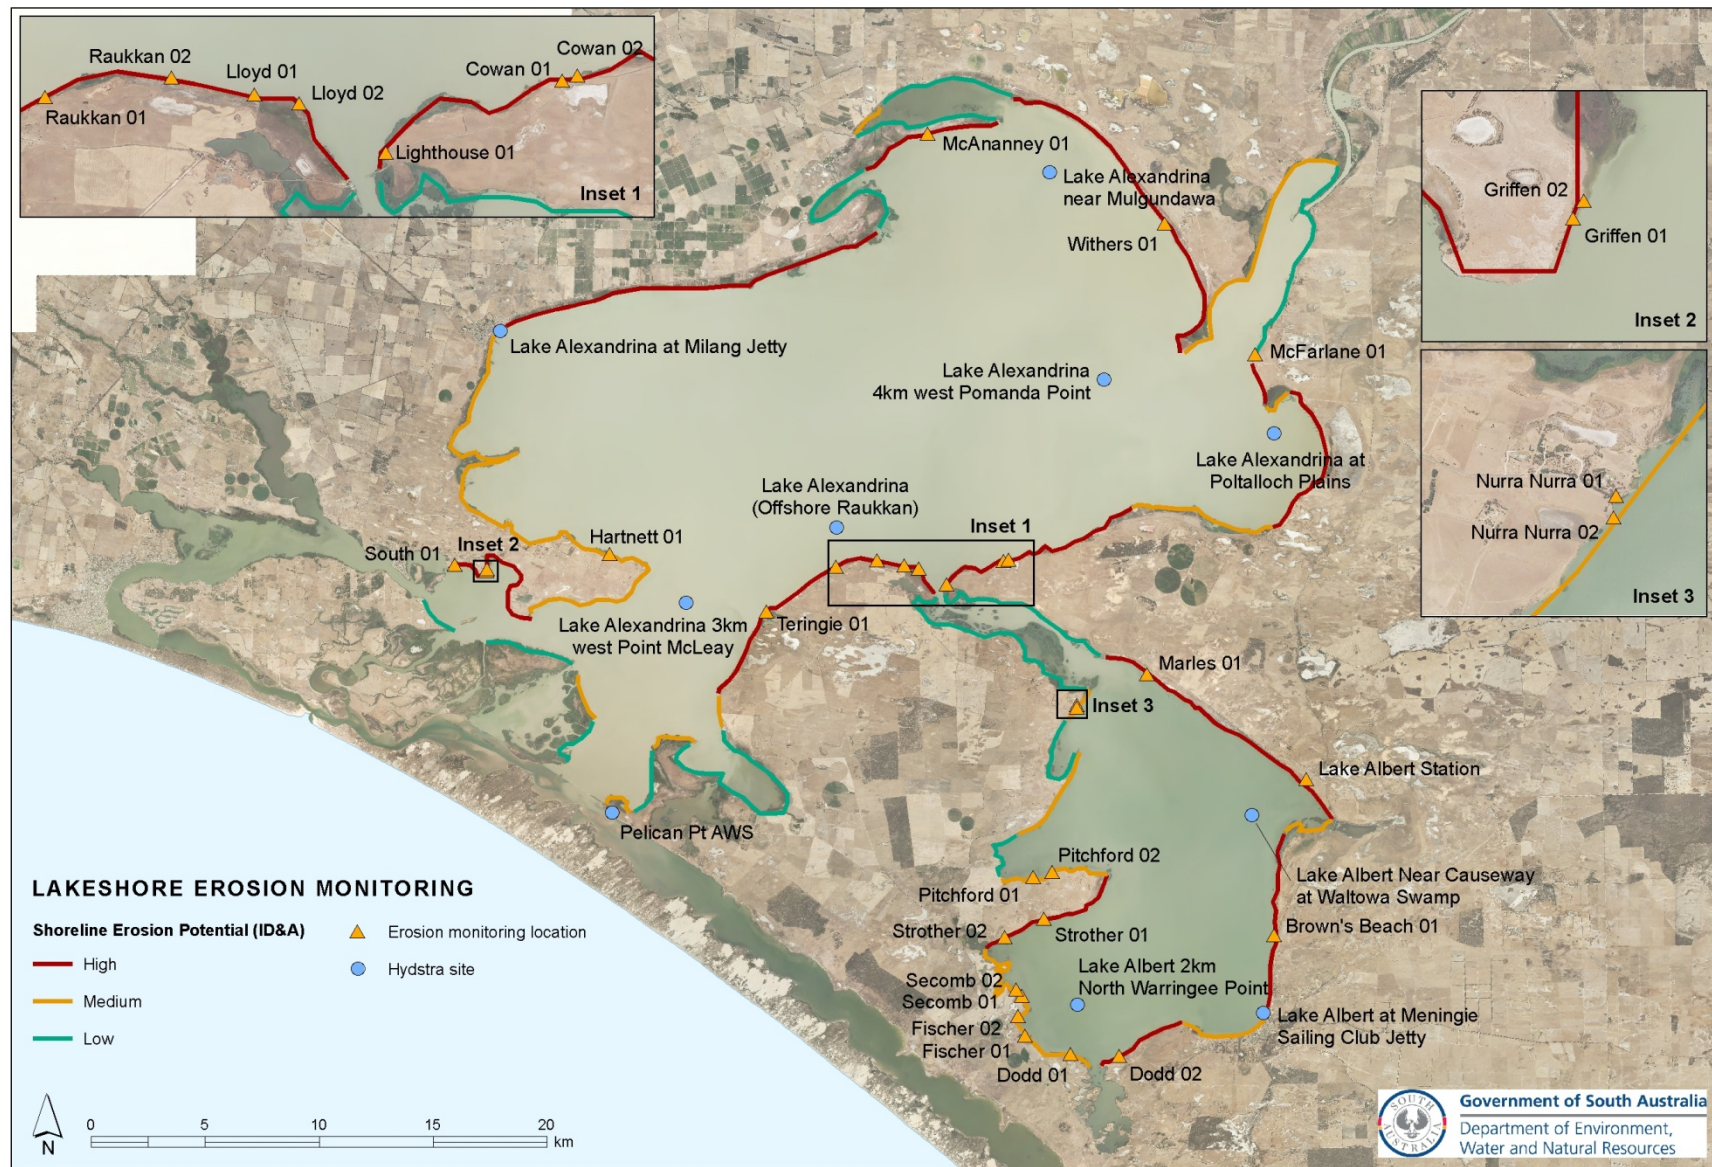 Raukkan 02
Lloyd 01
Lloyd 02
Raukkan 01
Cowan 02
Cowan 01
Lighthouse 01
Inset 1
McAnanney 01
Lake Alexandrina
near Mulgundawa
Withers 01
Griffen 02
Griffen 01
Inset 2
Lake Alexandrina at Milang Jetty
McFarlane 01
Lake Alexandrina
4km west Pomanda Point
Lake Alexandrina at
Poltalloch Plains
Nurra Nurra 01
Nurra Nurra 02
Inset 3
Lake Alexandrina
(Offshore Raukkan)
Inset 1
Hartnett 01
South 01
Inset 2
Lake Alexandrina 3km
west Point McLeay
Teringie 01
Marles 01
Inset 3
Lake Albert Station
Pelican Pt AWS
Pitchford 02
Pitchford 01
Lake Albert Near Causeway
at Waltowa Swamp
Strother 02
Strother 01
Brown's Beach 01
Lake Albert 2km
North Warringee Point
Secomb 02
Secomb 01
Fischer 02
Fischer 01
Lake Albert at Meningie
Sailing Club Jetty
Dodd 01
Dodd 02
LAKESHORE EROSION MONITORING
Shoreline Erosion Potential (ID&A)
High
Medium
Low
Erosion monitoring location
Hydstra site
N
0 5 10 15 20
km
SOUTH
AUSTRALIA
Government of South Australia
Department of Environment,
Water and Natural Resources